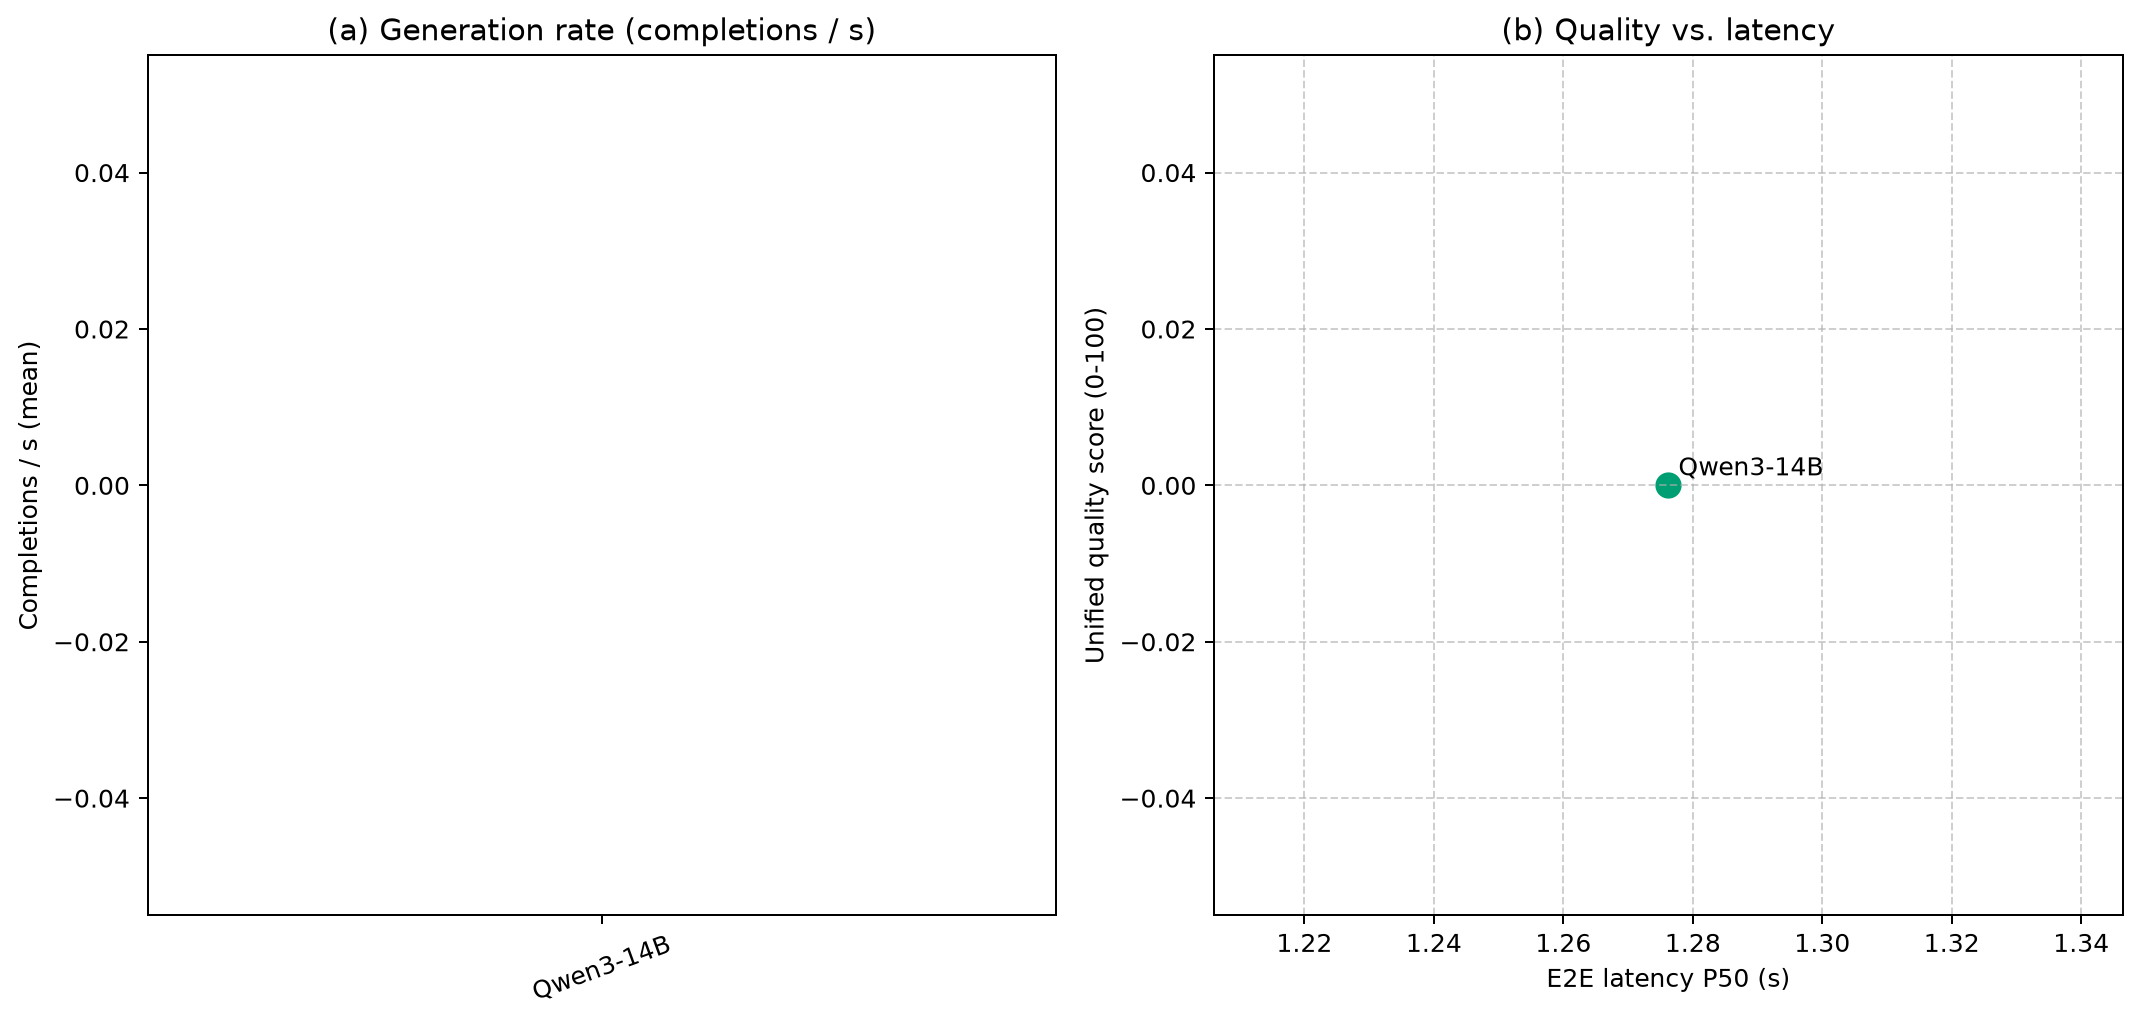 (a) Generation rate (completions / s)
Completions / s (mean)
0.04
0.02
0.00
−0.02
−0.04
Qwen3-14B
(b) Quality vs. latency
Unified quality score (0-100)
0.04
0.02
0.00
−0.02
−0.04
Qwen3-14B
1.22 1.24 1.26 1.28 1.30 1.32 1.34
E2E latency P50 (s)